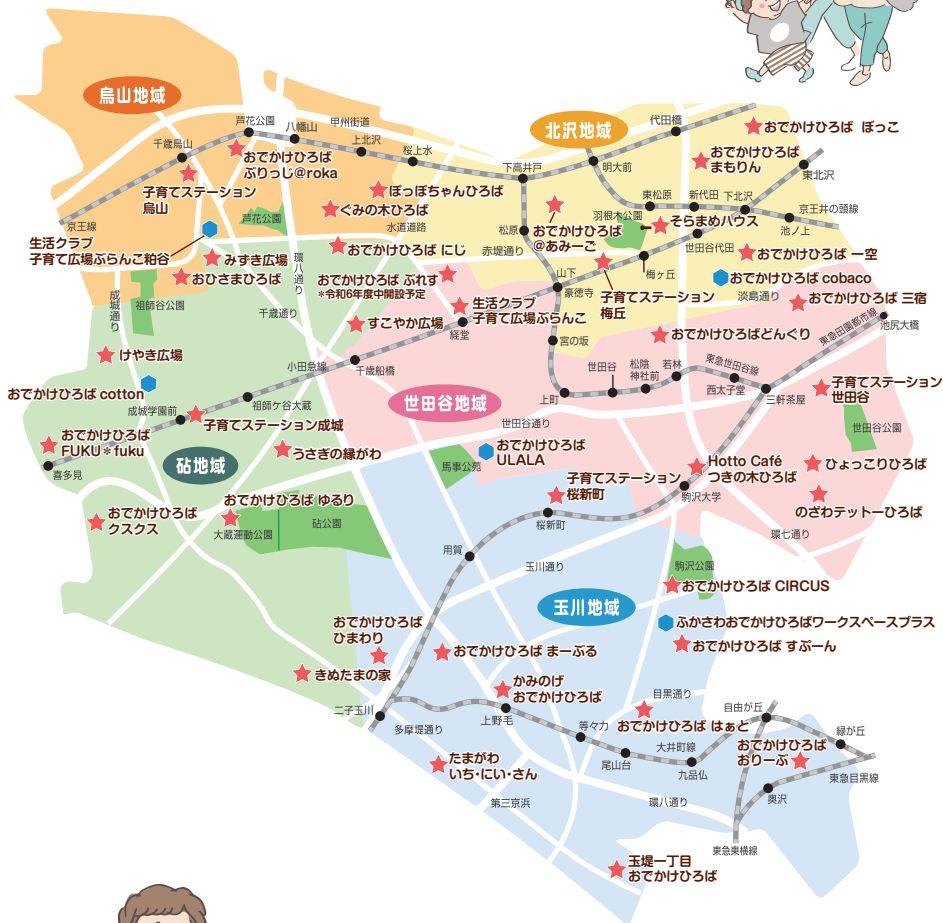 烏山地域
芦花公園
八幡山
甲州街道
千歳烏山
上北沢
桜上水
おでかけひろば
ぷりっじ@roka
子育てステーション
烏山
ぽっぽちゃんひろば
ぐみの木ひろば
芦花公園
水道道路
京王線
生活クラブ
子育て広場ぶらんこ粕谷
みずき広場
おひさまひろば
環八通り
おでかけひろば にじ
成城通り
祖師谷公園
千歳通り
北沢地域
代田橋
おでかけひろば ぼっこ
下高井戸
明大前
おでかけひろば
まもりん
東北沢
東松原
新代田
下北沢
京王井の頭線
池ノ上
羽根木公園
そらまめハウス
松原
おでかけひろば
@あみーご
赤堤通り
世田谷代田
おでかけひろば 一空
山下
梅ヶ丘
豪徳寺
おでかけひろば cobaco
淡島通り
子育てステーション
梅丘
おでかけひろば ぷれす
*令和6年度中開設予定
生活クラブ
子育て広場ぶらんこ
すこやか広場
経堂
おでかけひろば 三宿
東急田園都市線
池尻大橋
おでかけひろばどんぐり
宮の坂
けやき広場
小田急線
千歳船橋
世田谷
松陰
神社前
若林
東急世田谷線
西太子堂
三軒茶屋
上町
子育てステーション
世田谷
世田谷公園
おでかけひろば cotton
成城学園前
祖師ヶ谷大蔵
子育てステーション成城
世田谷地域
世田谷通り
おでかけひろば
FUKU*fuku
喜多見
砧地域
うさぎの縁がわ
馬事公苑
おでかけひろば
ULALA
Hotto Café
つきの木ひろば
ひょっこりひろば
子育てステーション
桜新町
駒沢大学
のざわテットーひろば
おでかけひろば
クスクス
おでかけひろば ゆるり
大蔵運動公園
砧公園
桜新町
環七通り
用賀
玉川通り
駒沢公園
おでかけひろば CIRCUS
玉川地域
ふかさわおでかけひろばワークスペースプラス
おでかけひろば すぷーん
おでかけひろば
ひまわり
おでかけひろば まーぶる
きぬたまの家
かみのげ
おでかけひろば
目黒通り
二子玉川
多摩堤通り
上野毛
等々力
おでかけひろば はぁと
自由が丘
緑が丘
尾山台
大井町線
九品仏
おでかけひろば
おりーぶ
東急目黒線
たまがわ
いち・にい・さん
第三京浜
環八通り
奥沢
東急東横線
玉堤一丁目
おでかけひろば